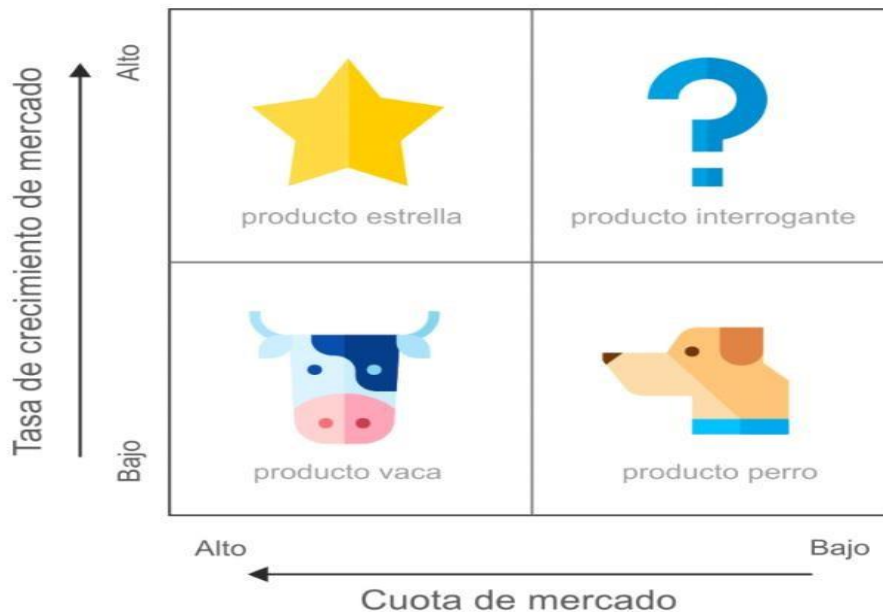 Tasa de crecimiento de mercado
Alto
Bajo
producto estrella
producto interrogante
producto vaca
producto perro
Alto
Bajo
Cuota de mercado